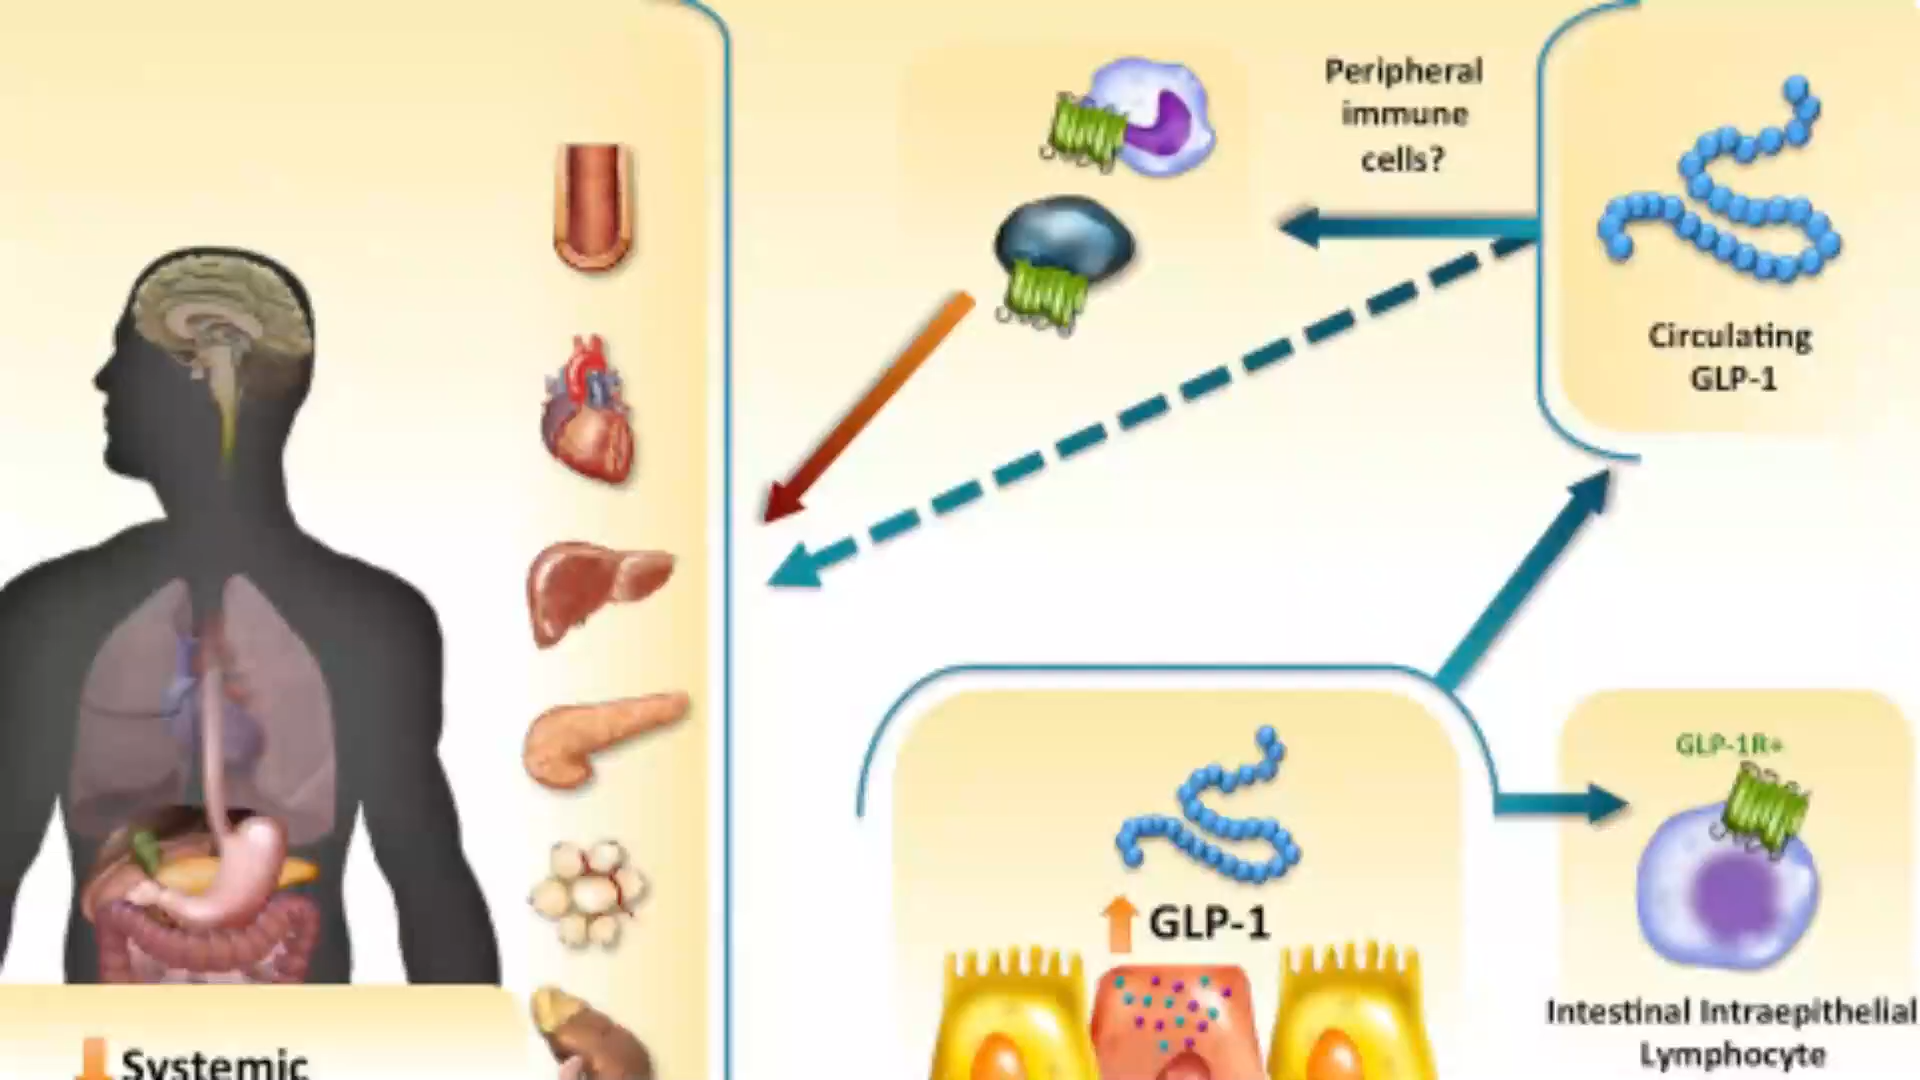 Peripheral
immune
cells?
Circulating
GLP-1
GLP-1R+
GLP-1
Intestinal Intraepithelial
Lymphocyte
Systemic